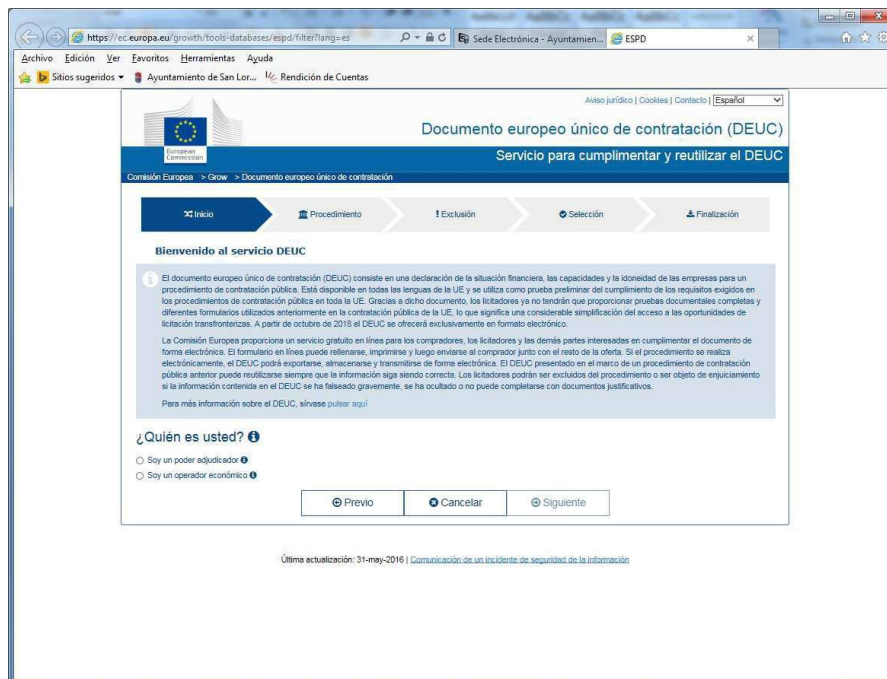 https://ec.europa.eu/growth/tools-databases/espd/filter?lang=es
Sede Electrónica - Ayuntamien...
ESPD
Archivo Edición Ver Favoritos Herramientas Ayuda
Sitios sugeridos Ayuntamiento de San Lor... Rendición de Cuentas
Aviso jurídico | Cookies | Contacto | Español
Documento europeo único de contratación (DEUC)
European Commission
Servicio para cumplimentar y reutilizar el DEUC
Comisión Europea > Grow > Documento europeo único de contratación
Inicio Procedimiento Exclusión Selección Finalización
Bienvenido al servicio DEUC
El documento europeo único de contratación (DEUC) consiste en una declaración de la situación financiera, las capacidades y la idoneidad de las empresas para un
procedimiento de contratación pública. Está disponible en todas las lenguas de la UE y se utiliza como prueba preliminar del cumplimiento de los requisitos exigidos en
los procedimientos de contratación pública en toda la UE. Gracias a dicho documento, los licitadores ya no tendrán que proporcionar pruebas documentales completas y
diferentes formularios utilizados anteriormente en la contratación pública de la UE, lo que significa una considerable simplificación del acceso a las oportunidades de
licitación transfronterizas. A partir de octubre de 2018 el DEUC se ofrecerá exclusivamente en formato electrónico.
La Comisión Europea proporciona un servicio gratuito en línea para los compradores, los licitadores y las demás partes interesadas en cumplimentar el documento de
forma electrónica. El formulario en línea puede rellenarse, imprimirse y luego enviarse al comprador junto con el resto de la oferta. Si el procedimiento se realiza
electrónicamente, el DEUC podrá exportarse, almacenarse y transmitirse de forma electrónica. El DEUC presentado en el marco de un procedimiento de contratación
pública anterior puede reutilizarse siempre que la información siga siendo correcta. Los licitadores podrán ser excluidos del procedimiento o ser objeto de enjuiciamiento
si la información contenida en el DEUC se ha falseado gravemente, se ha ocultado o no puede completarse con documentos justificativos.
Para más información sobre el DEUC, sírvase pulsar aquí
¿Quién es usted?
Soy un poder adjudicador
Soy un operador económico
Previo Cancelar Siguiente
Última actualización: 31-may-2016 | Comunicación de un incidente de seguridad de la información